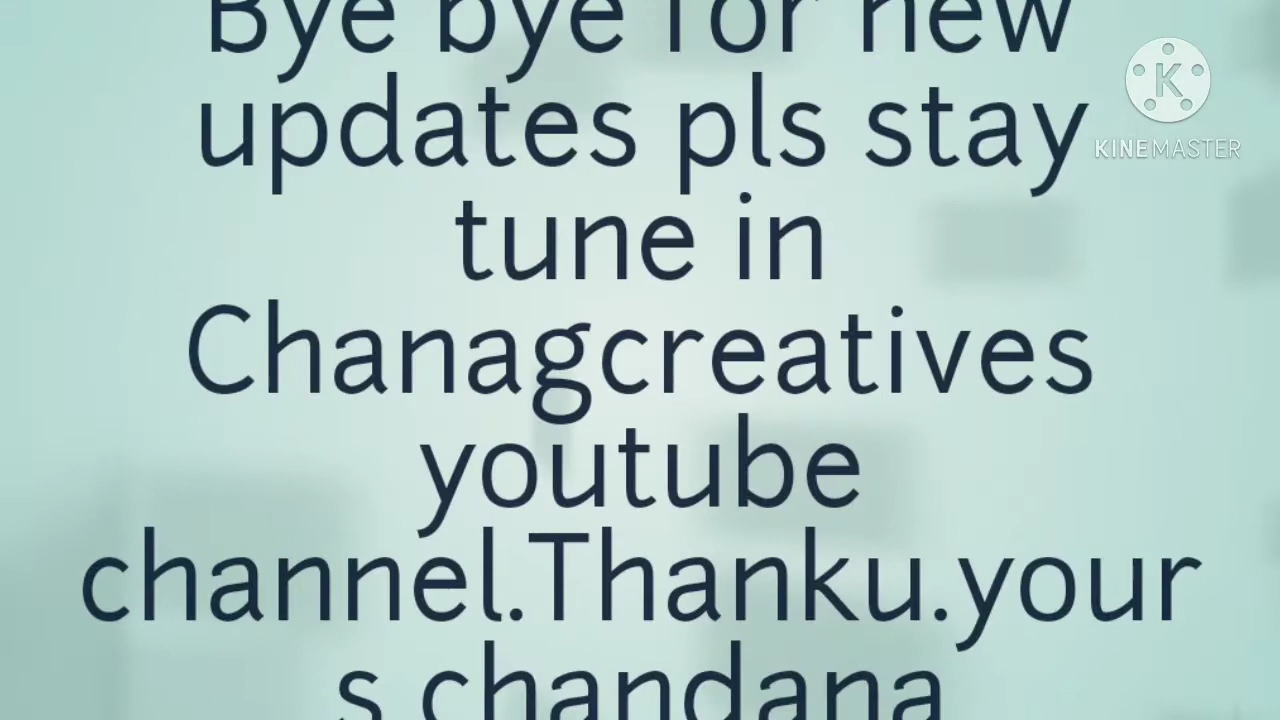 Bye bye for new
updates pls stay
tune in
Chanagcreatives
youtube
channel.Thanku.your
s chandana
K
KINEMASTER